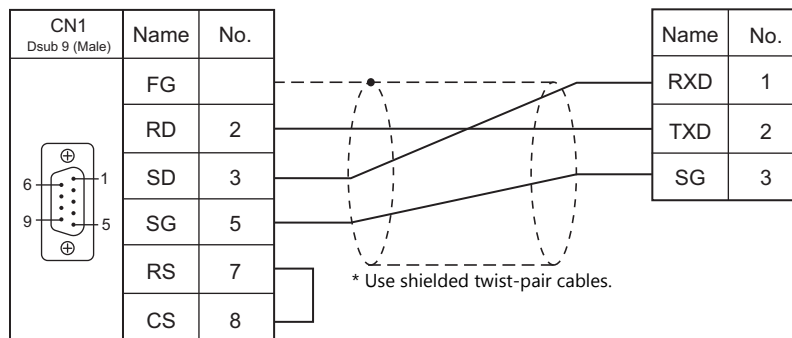 CN1
Dsub 9 (Male)
Name No.
FG
RD 2
SD 3
SG 5
RS 7
CS 8
6 1
9 5
Name No.
RXD 1
TXD 2
SG 3
* Use shielded twist-pair cables.